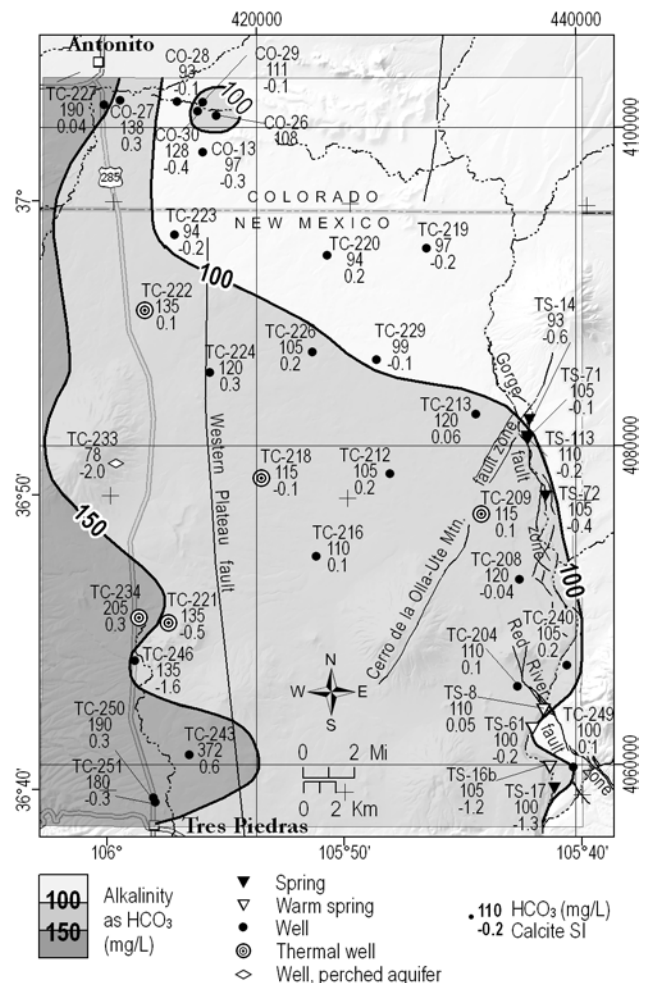 420000
440000
Antonito
CO-28
93
-0.1
CO-29
111
-0.1
100
TC-227
190
0.04
CO-27
138
0.3
CO-26
108
4100000
CO-30
128
-0.4
CO-13
97
-0.3
285
37°
COLORADO
NEW MEXICO
TC-223
94
-0.2
TC-219
97
-0.2
TC-220
94
0.2
100
TC-222
135
0.1
TS-14
93
-0.6
TC-226
105
0.2
TC-229
99
-0.1
TC-224
120
0.3
TS-71
105
-0.1
Gorge
fault zone
TC-213
120
0.06
TC-233
78
-2.0
Western Plateau fault
TC-218
115
-0.1
TC-212
105
0.2
fault zone
TS-113
110
-0.2
4080000
36°50'
150
TC-209
115
0.1
TS-72
105
-0.4
TC-216
110
0.1
Cerro de la Olla-Ute Mtn.
TC-208
120
-0.04
100
TC-234
205
0.3
TC-221
135
-0.5
TC-240
105
0.2
TC-204
110
0.1
Red River
fault
zone
TC-246
135
-1.6
N
W E
S
TS-8
110
0.05
TC-250
190
0.3
TC-243
372
0.6
TS-61
100
-0.2
TC-249
100
0.1
0 2 Mi
0 2 Km
4060000
36°40'
TC-251
180
-0.3
TS-16b
105
-1.2
TS-17
100
-1.3
Tres Piedras
106°
105°50'
105°40'
100
150
Alkalinity
as HCO₃
(mg/L)
Spring
Warm spring
Well
Thermal well
Well, perched aquifer
110 HCO₃ (mg/L)
-0.2 Calcite SI